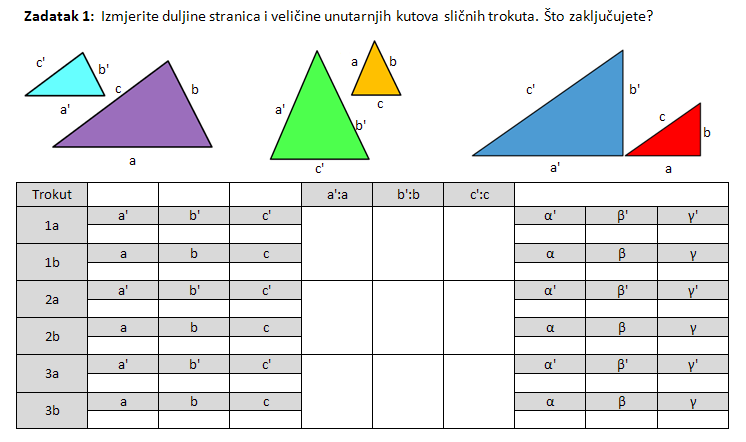 Zadatak 1: Izmjerite duljine stranica i veličine unutarnjih kutova sličnih trokuta. Što zaključujete?
c' b' a'
c b a
a' b' c'
a b c
c' b' a'
c b a
Trokut a':a b':b c':c
1a a' b' c' α' β' γ'
1b a b c α β γ
2a a' b' c' α' β' γ'
2b a b c α β γ
3a a' b' c' α' β' γ'
3b a b c α β γ